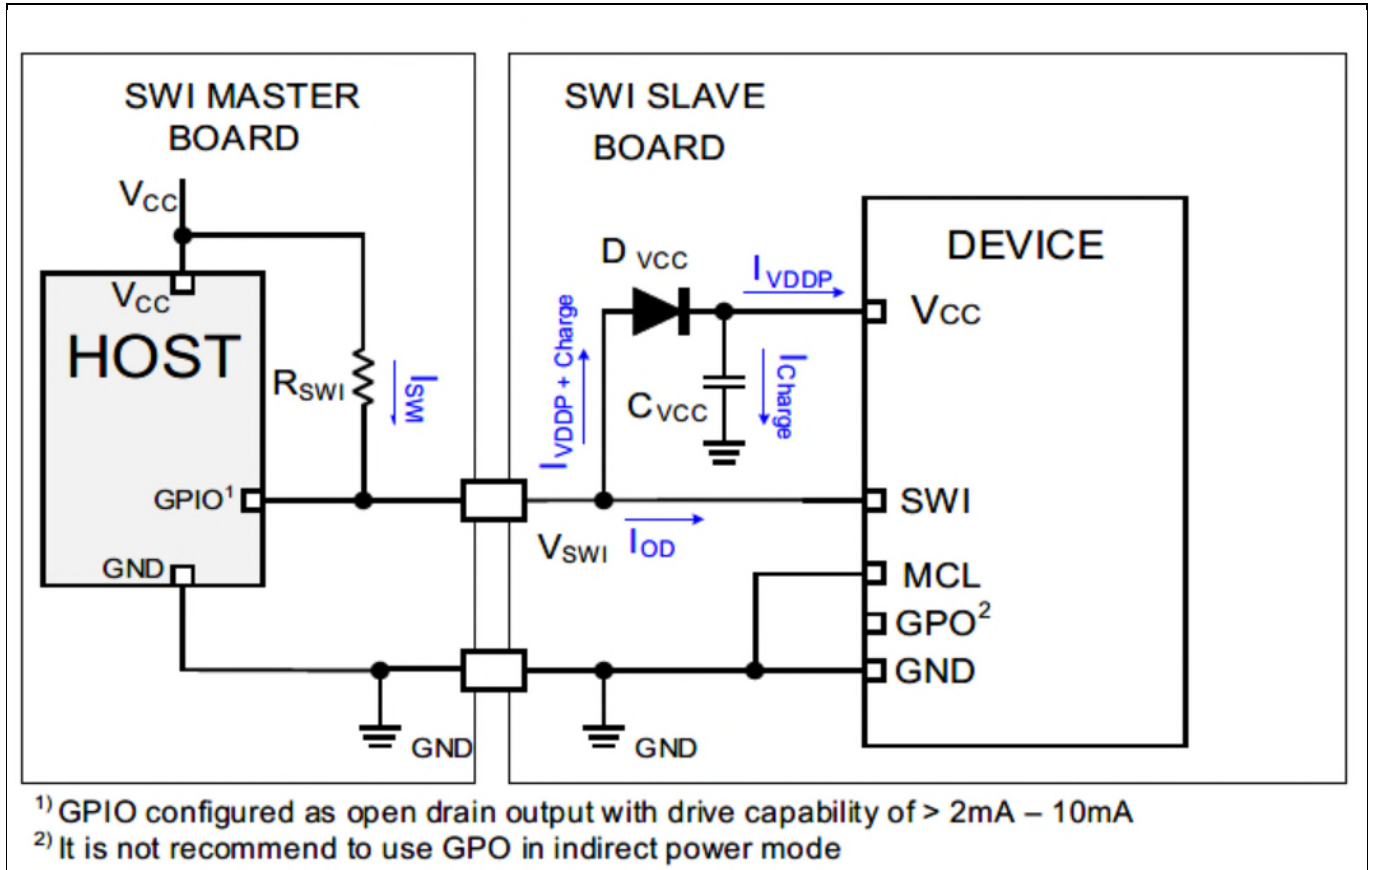 SWI MASTER
BOARD
VCC
VCC
HOST
RSWI
ISWI
GPIO1
GND
GND
SWI SLAVE
BOARD
D VCC
IVDDP
IVDDP + Charge
CVCC
ICharge
VSWI
IOD
GND
DEVICE
VCC
SWI
MCL
GPO2
GND
1) GPIO configured as open drain output with drive capability of > 2mA – 10mA
2) It is not recommend to use GPO in indirect power mode